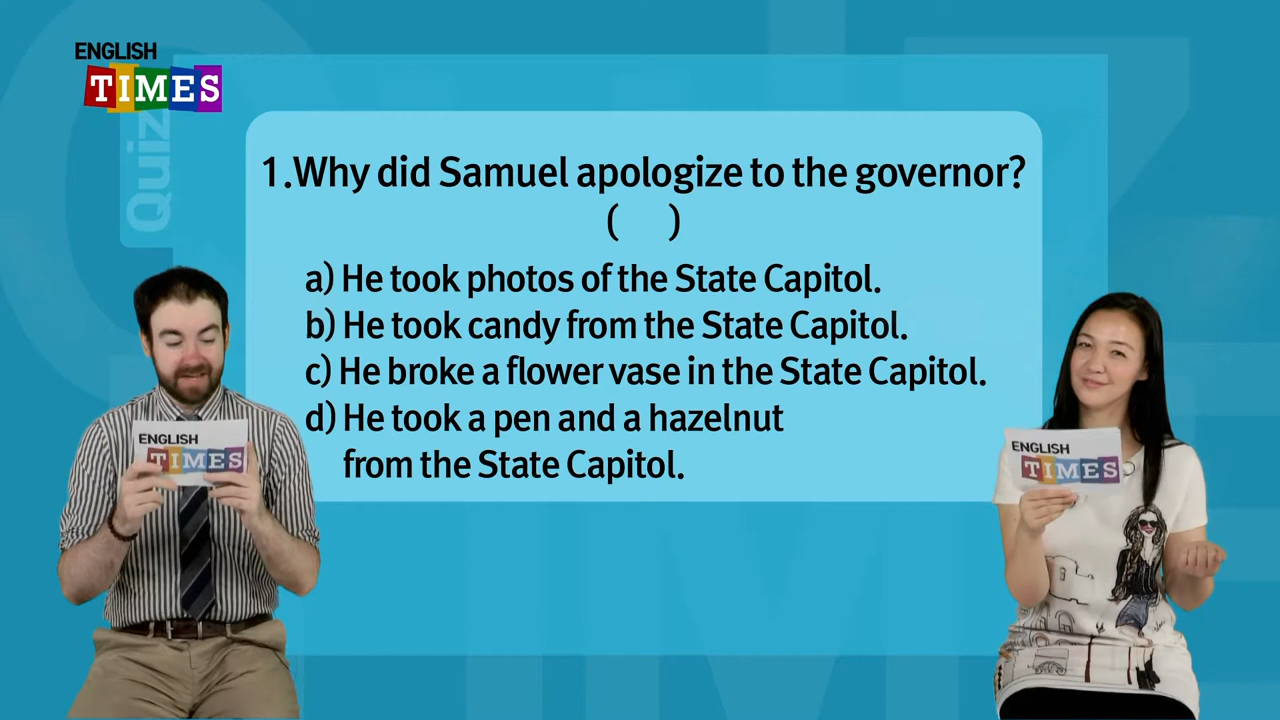 ENGLISH
TIMES
Quiz
1.Why did Samuel apologize to the governor?
( )
a) He took photos of the State Capitol.
b) He took candy from the State Capitol.
c) He broke a flower vase in the State Capitol.
d) He took a pen and a hazelnut
from the State Capitol.
ENGLISH
TIMES
ENGLISH
TIMES